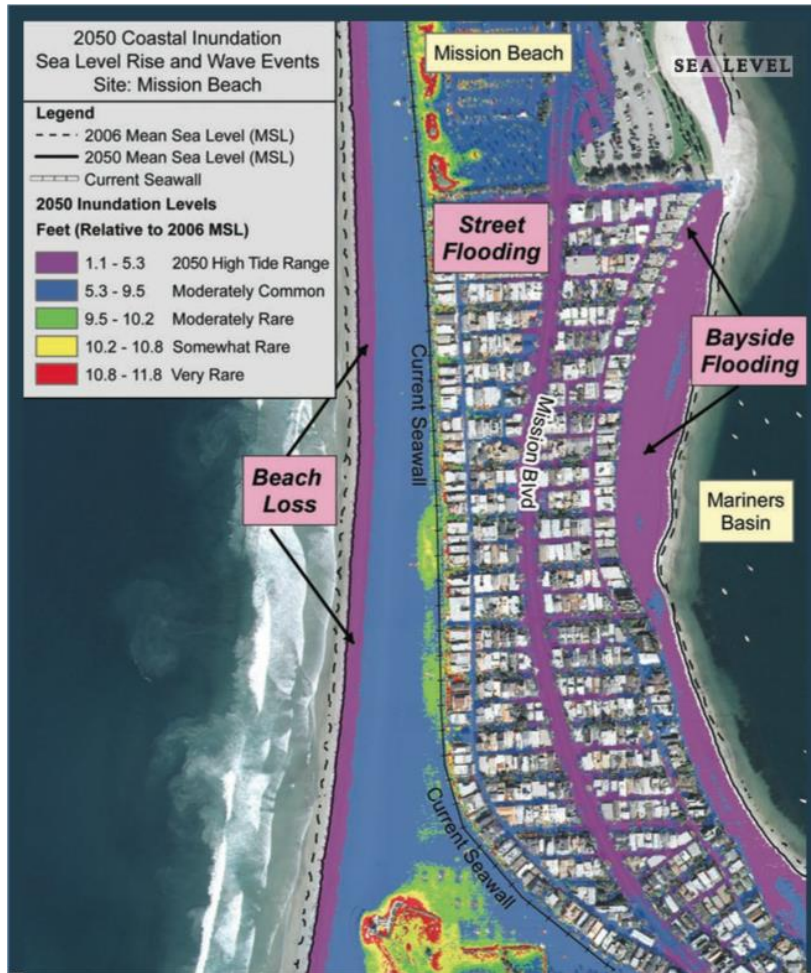 2050 Coastal Inundation
Sea Level Rise and Wave Events
Site: Mission Beach
Legend
2006 Mean Sea Level (MSL)
2050 Mean Sea Level (MSL)
Current Seawall
2050 Inundation Levels
Feet (Relative to 2006 MSL)
1.1 - 5.3 2050 High Tide Range
5.3 - 9.5 Moderately Common
9.5 - 10.2 Moderately Rare
10.2 - 10.8 Somewhat Rare
10.8 - 11.8 Very Rare
Mission Beach
SEA LEVEL
Street
Flooding
Bayside
Flooding
Current Seawall
Mission Blvd
Beach
Loss
Mariners
Basin
Current Seawall